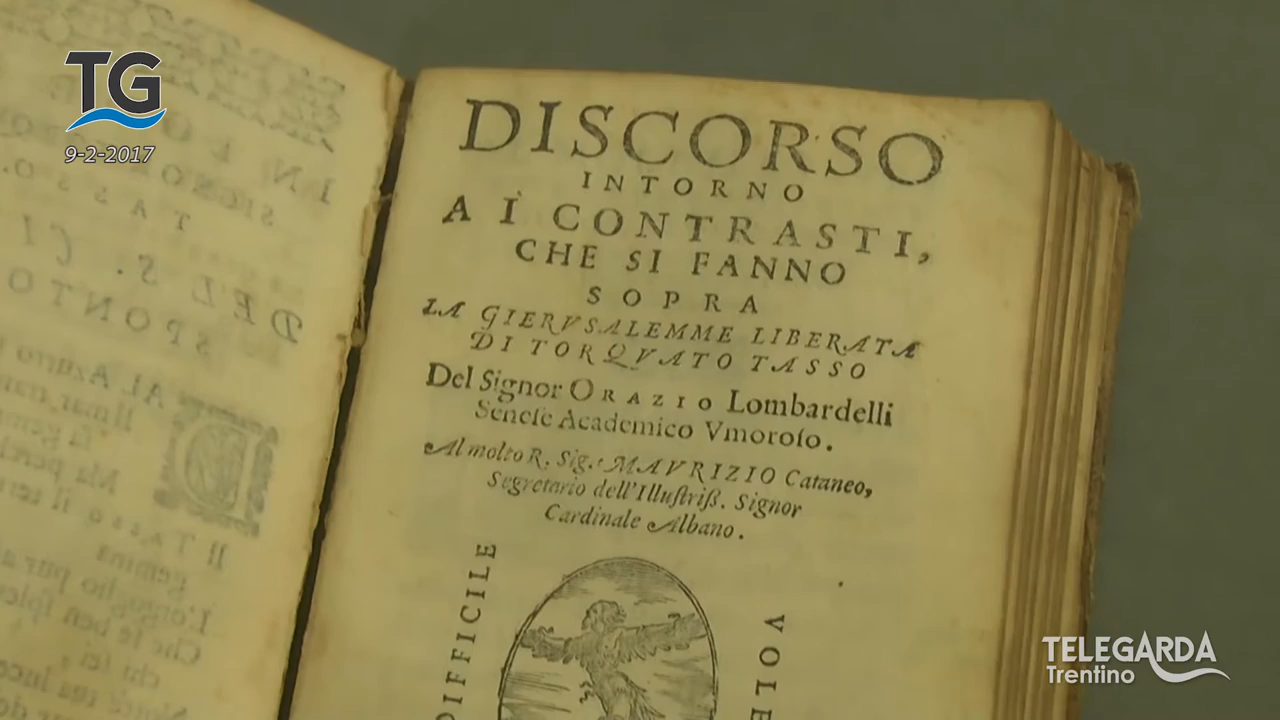 TG
9-2-2017
DISCORSO
INTORNO
A I CONTRASTI,
CHE SI FANNO
SOPRA
LA GIERVSALEMME LIBERATA
DI TORQVATO TASSO
Del Signor ORAZIO Lombardelli
Seneſe Academico Vmoroſo.
Al molto R. Sig. MAVRIZIO Cataneo,
Segretario dell'Illuſtriß. Signor
Cardinale Albano.
DIFFICILE
VOLE
TELEGARDA
Trentino